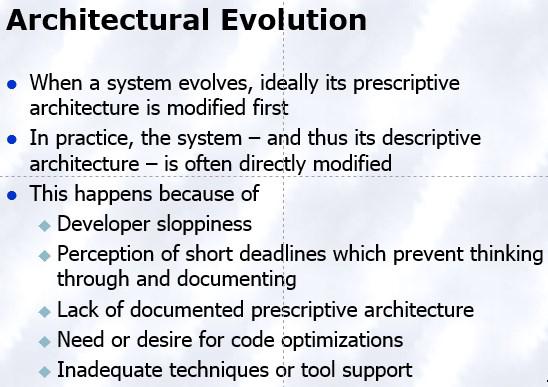 Architectural Evolution
When a system evolves, ideally its prescriptive
architecture is modified first
In practice, the system – and thus its descriptive
architecture – is often directly modified
This happens because of
Developer sloppiness
Perception of short deadlines which prevent thinking
through and documenting
Lack of documented prescriptive architecture
Need or desire for code optimizations
Inadequate techniques or tool support